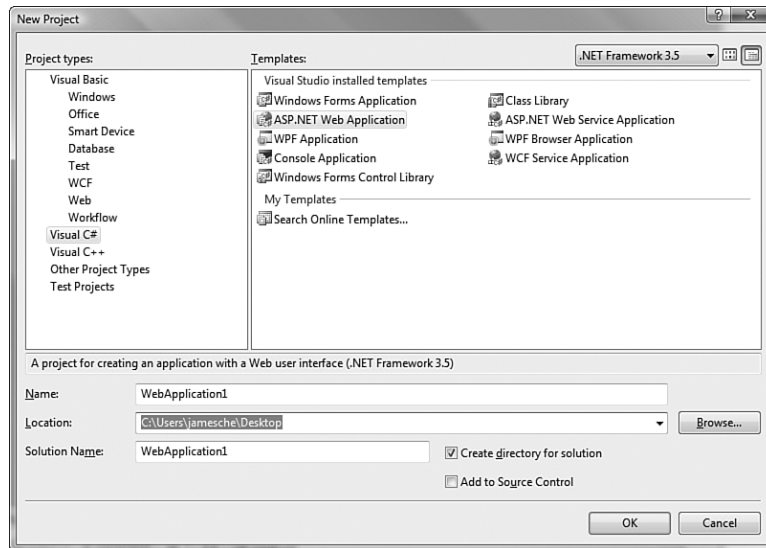 New Project
Project types:
Templates:
.NET Framework 3.5
Visual Basic
Windows
Office
Smart Device
Database
Test
WCF
Web
Workflow
Visual C#
Visual C++
Other Project Types
Test Projects
Visual Studio installed templates
Windows Forms Application
Class Library
ASP.NET Web Application
ASP.NET Web Service Application
WPF Application
WPF Browser Application
Console Application
WCF Service Application
Windows Forms Control Library
My Templates
Search Online Templates...
A project for creating an application with a Web user interface (.NET Framework 3.5)
Name: WebApplication1
Location: C:\Users\jamesche\Desktop Browse...
Solution Name: WebApplication1
Create directory for solution
Add to Source Control
OK Cancel